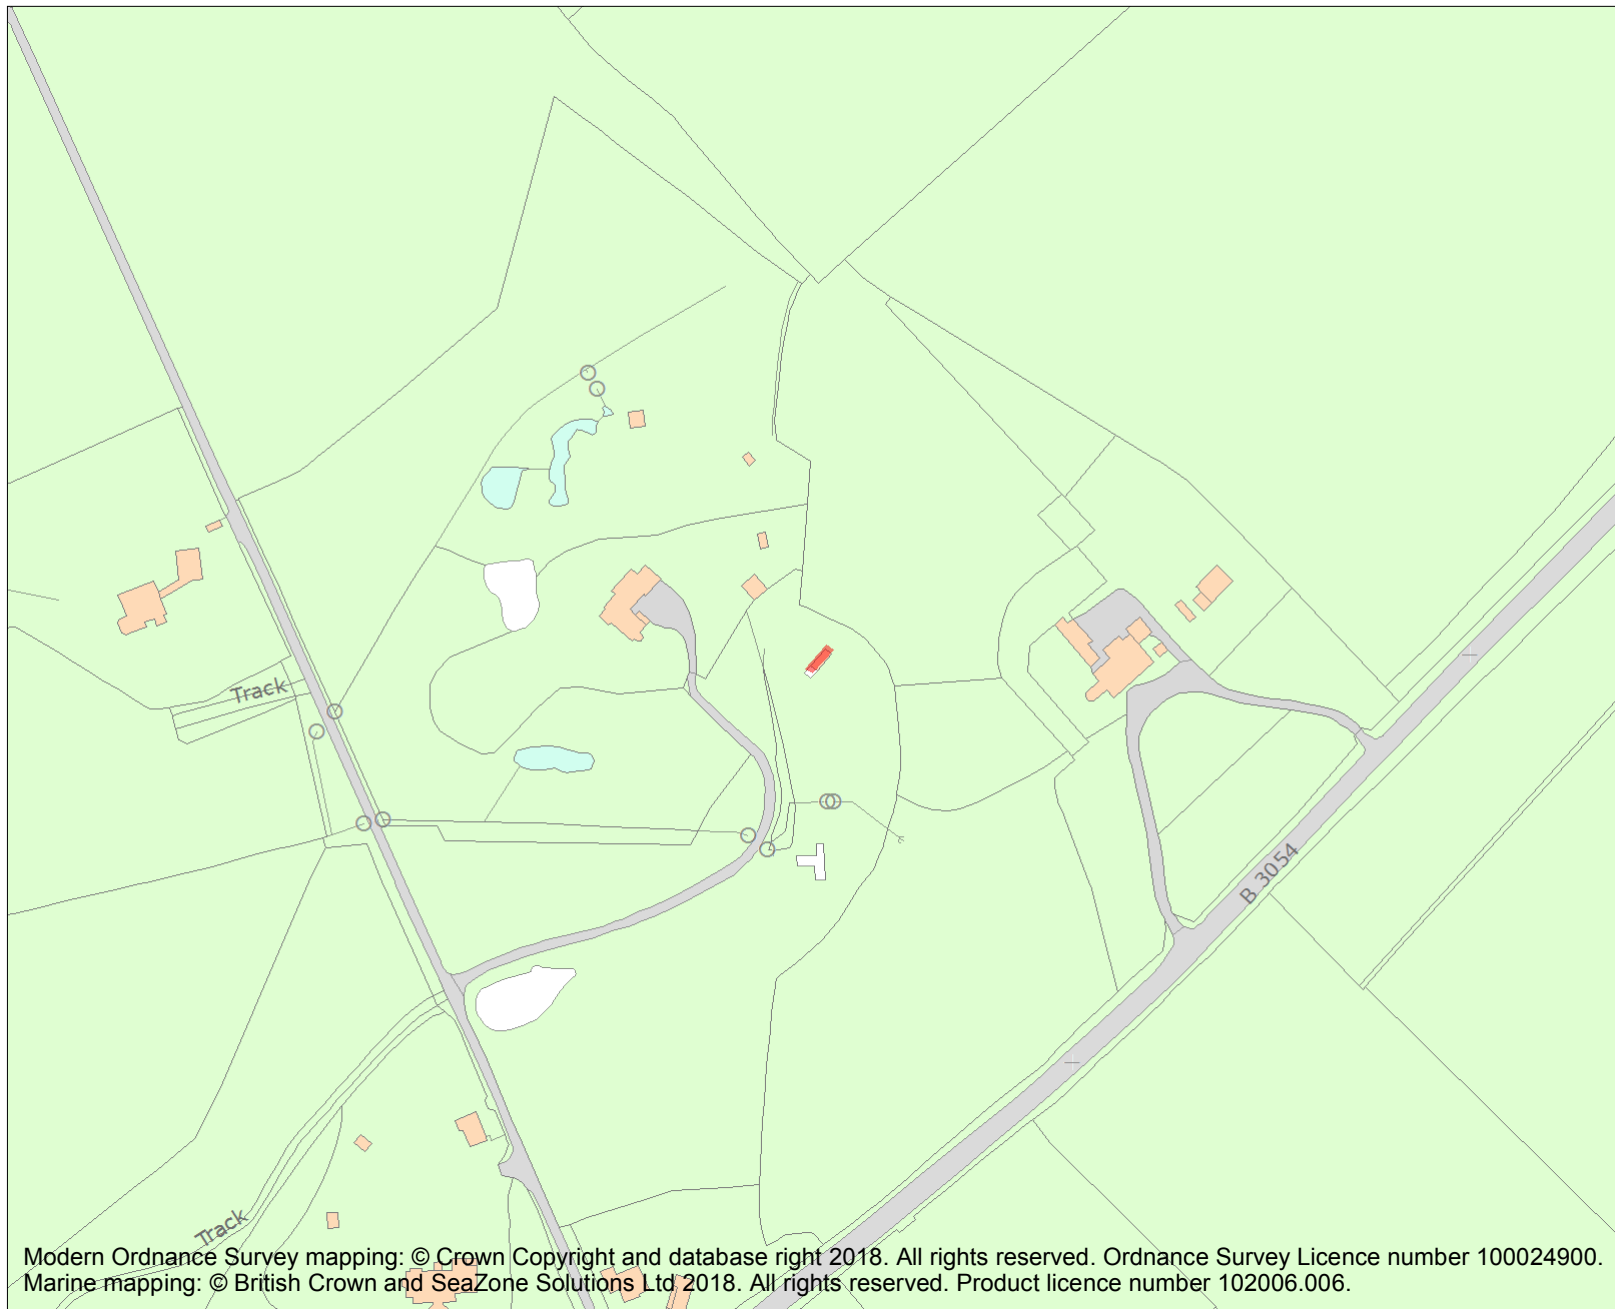 Track
B 3054
Track
Modern Ordnance Survey mapping: © Crown Copyright and database right 2018. All rights reserved. Ordnance Survey Licence number 100024900.
Marine mapping: © British Crown and SeaZone Solutions Ltd 2018. All rights reserved. Product licence number 102006.006.